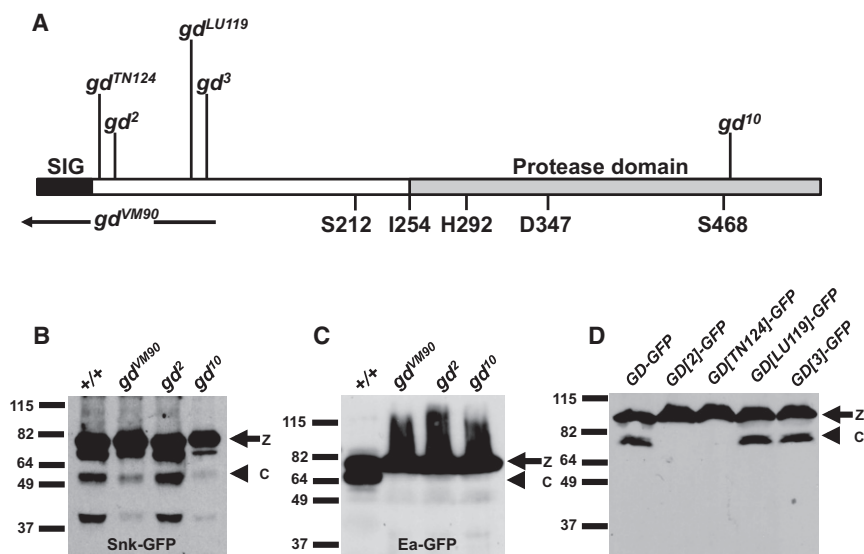 A
gd^LU119
gd^TN124
gd^3
gd^2
gd^10
SIG
Protease domain
gd^VM90
S212 I254 H292 D347 S468
B
+/+ gd^VM90 gd^2 gd^10
115
82
64
49
37
Z
C
Snk-GFP
C
+/+ gd^VM90 gd^2 gd^10
115
82
64
49
37
Z
C
Ea-GFP
D
GD-GFP GD[2]-GFP GD[TN124]-GFP GD[LU119]-GFP GD[3]-GFP
115
82
64
49
37
Z
C